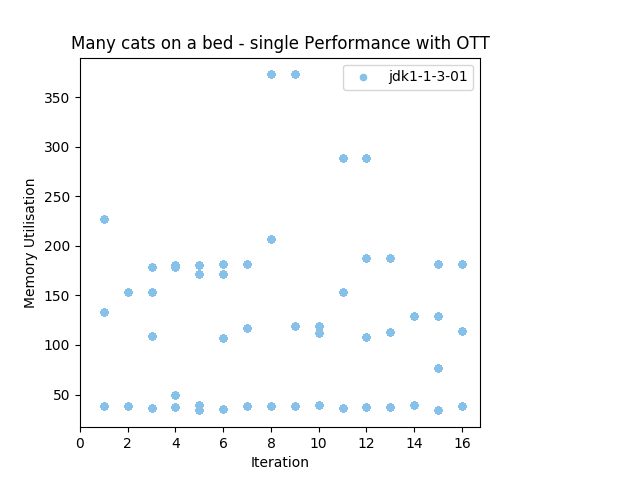 Many cats on a bed - single Performance with OTT
jdk1-1-3-01
Memory Utilisation
350
300
250
200
150
100
50
0 2 4 6 8 10 12 14 16
Iteration